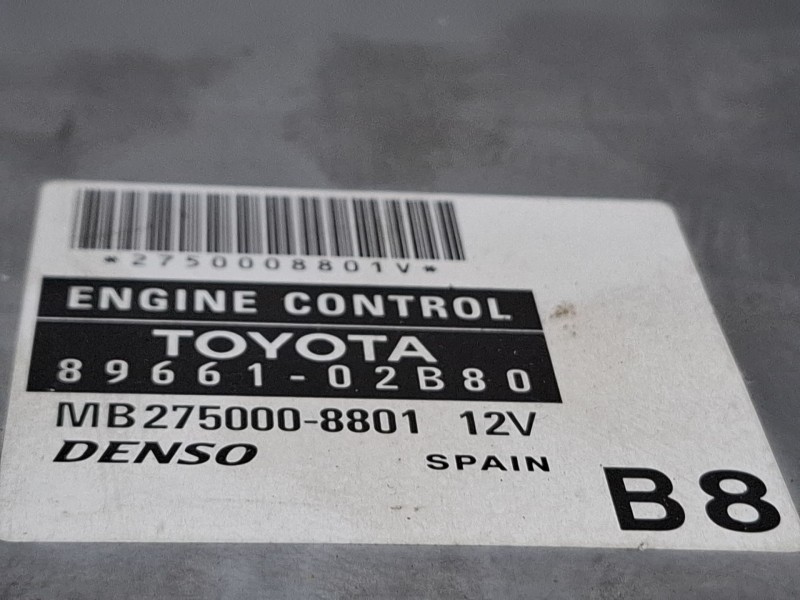 *2750008801V*
ENGINE CONTROL
TOYOTA
89661-02B80
MB275000-8801 12V
DENSO SPAIN
B8